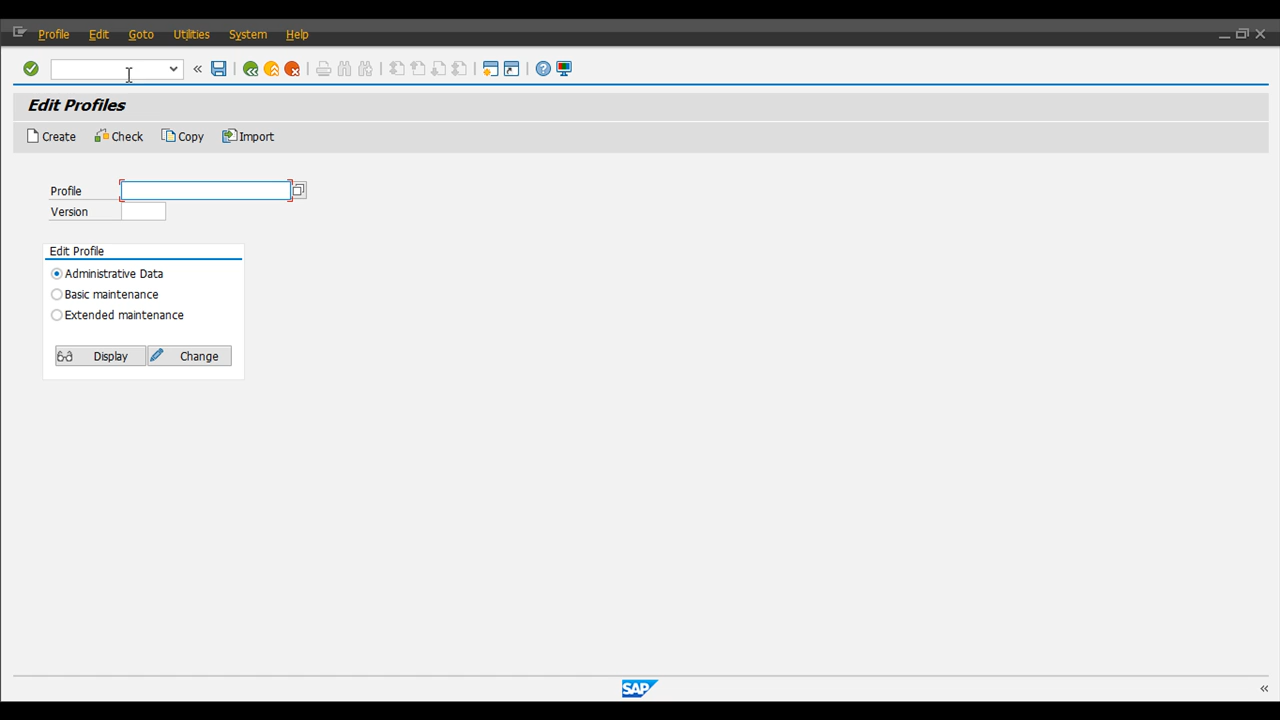 Profile Edit Goto Utilities System Help
Edit Profiles
Create Check Copy Import
Profile
Version
Edit Profile
Administrative Data
Basic maintenance
Extended maintenance
Display Change
SAP